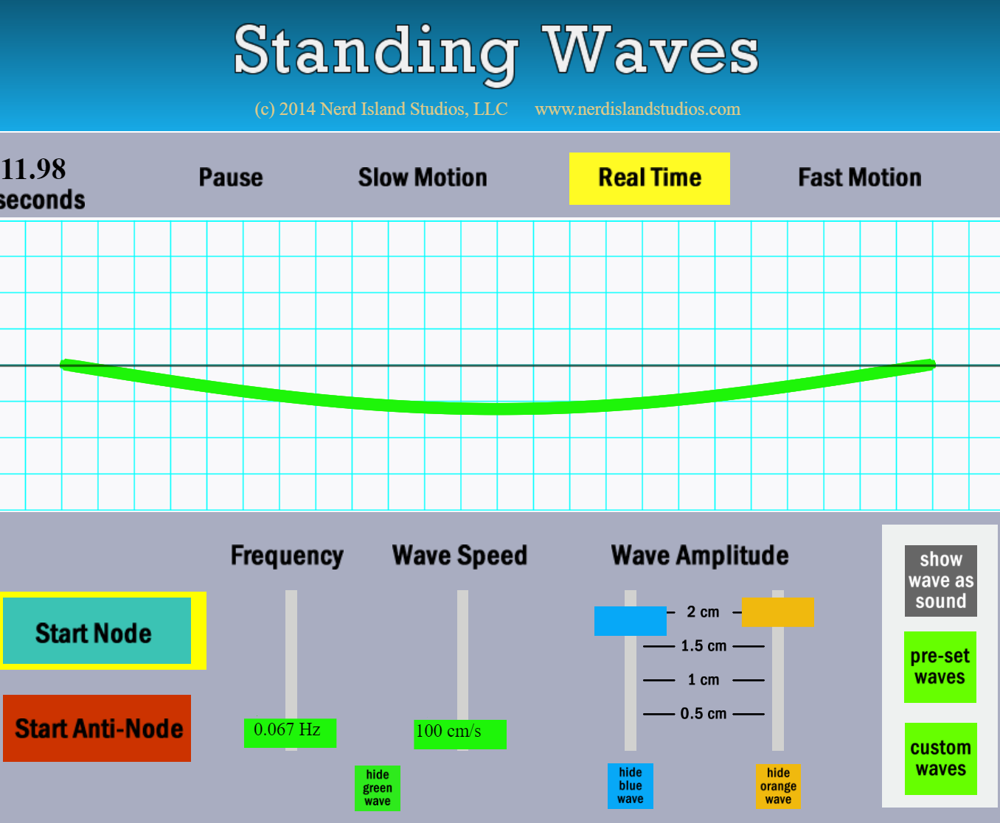 Standing Waves
(c) 2014 Nerd Island Studios, LLC www.nerdislandstudios.com
11.98
seconds
Pause
Slow Motion
Real Time
Fast Motion
Frequency
Wave Speed
Wave Amplitude
Start Node
Start Anti-Node
0.067 Hz
100 cm/s
2 cm
1.5 cm
1 cm
0.5 cm
hide
green
wave
hide
blue
wave
hide
orange
wave
show
wave as
sound
pre-set
waves
custom
waves